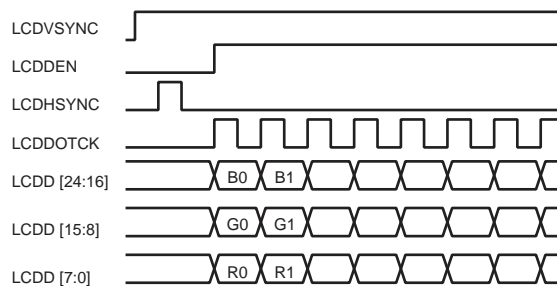 LCDVSYNC
LCDDEN
LCDHSYNC
LCDDOTCK
LCDD [24:16] B0 B1
LCDD [15:8] G0 G1
LCDD [7:0] R0 R1